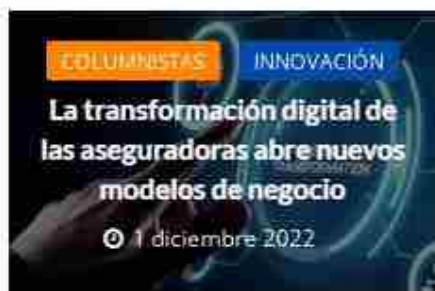 COLUMNISTAS INNOVACIÓN
La transformación digital de
las aseguradoras abre nuevos
modelos de negocio
1 diciembre 2022